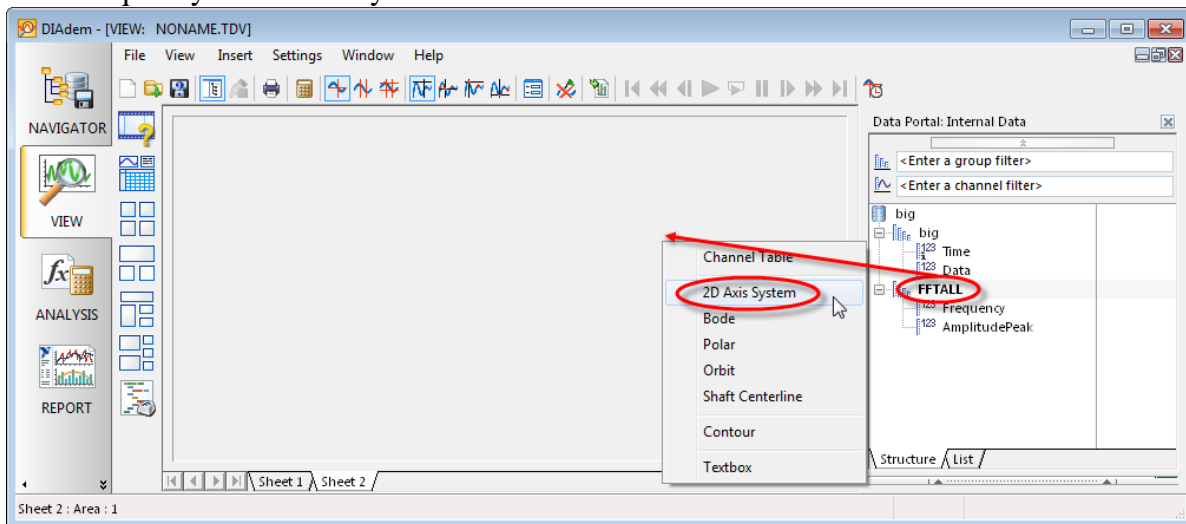 DIAdem - [VIEW: NONAME.TDV]
File View Insert Settings Window Help
NAVIGATOR
VIEW
ANALYSIS
REPORT
Data Portal: Internal Data
<Enter a group filter>
<Enter a channel filter>
big
big
Time
Data
FFTALL
Frequency
AmplitudePeak
Channel Table
2D Axis System
Bode
Polar
Orbit
Shaft Centerline
Contour
Textbox
Structure List
Sheet 1 Sheet 2
Sheet 2 : Area : 1